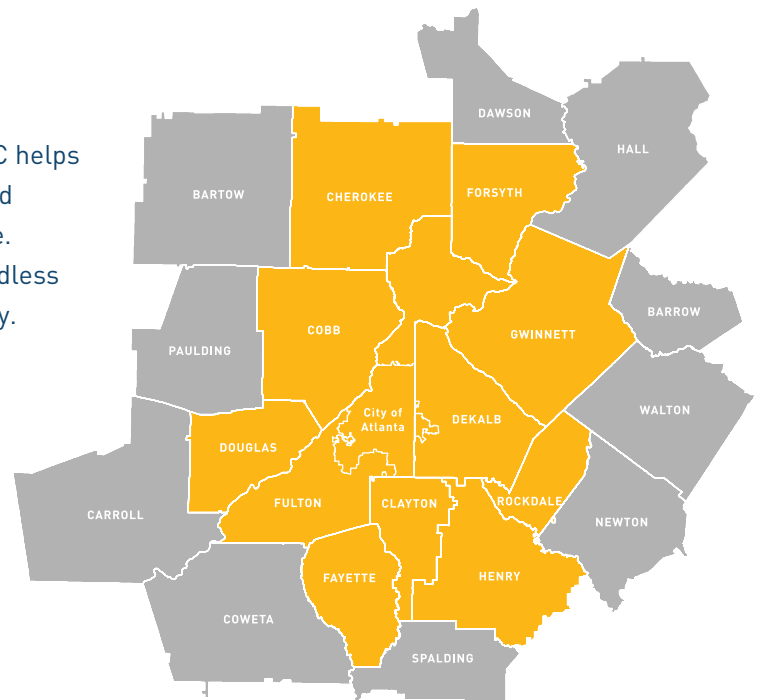 C helps
d
e.
dless
y.
DAWSON
HALL
BARTOW
CHEROKEE
FORSYTH
BARROW
COBB
GWINNETT
PAULDING
WALTON
City of
Atlanta
DEKALB
DOUGLAS
FULTON
CLAYTON
ROCKDALE
CARROLL
NEWTON
FAYETTE
HENRY
COWETA
SPALDING